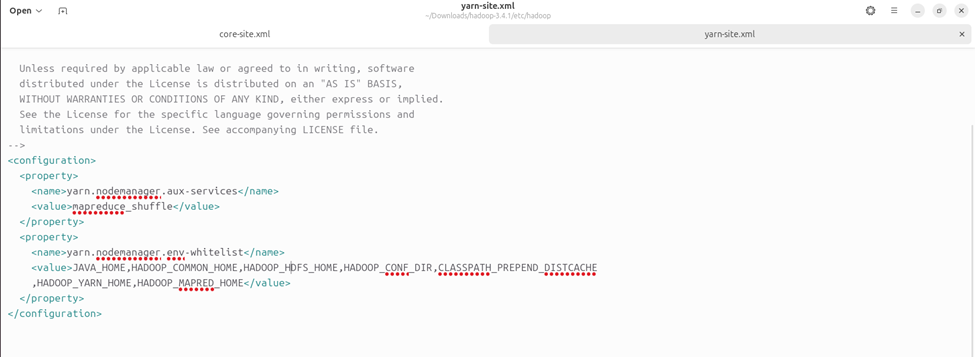 Open
yarn-site.xml
~/Downloads/hadoop-3.4.1/etc/hadoop
core-site.xml
yarn-site.xml
Unless required by applicable law or agreed to in writing, software
distributed under the License is distributed on an "AS IS" BASIS,
WITHOUT WARRANTIES OR CONDITIONS OF ANY KIND, either express or implied.
See the License for the specific language governing permissions and
limitations under the License. See accompanying LICENSE file.
-->
<configuration>
<property>
<name>yarn.nodemanager.aux-services</name>
<value>mapreduce_shuffle</value>
</property>
<property>
<name>yarn.nodemanager.env-whitelist</name>
<value>JAVA_HOME,HADOOP_COMMON_HOME,HADOOP_HDFS_HOME,HADOOP_CONF_DIR,CLASSPATH_PREPEND_DISTCACHE
,HADOOP_YARN_HOME,HADOOP_MAPRED_HOME</value>
</property>
</configuration>